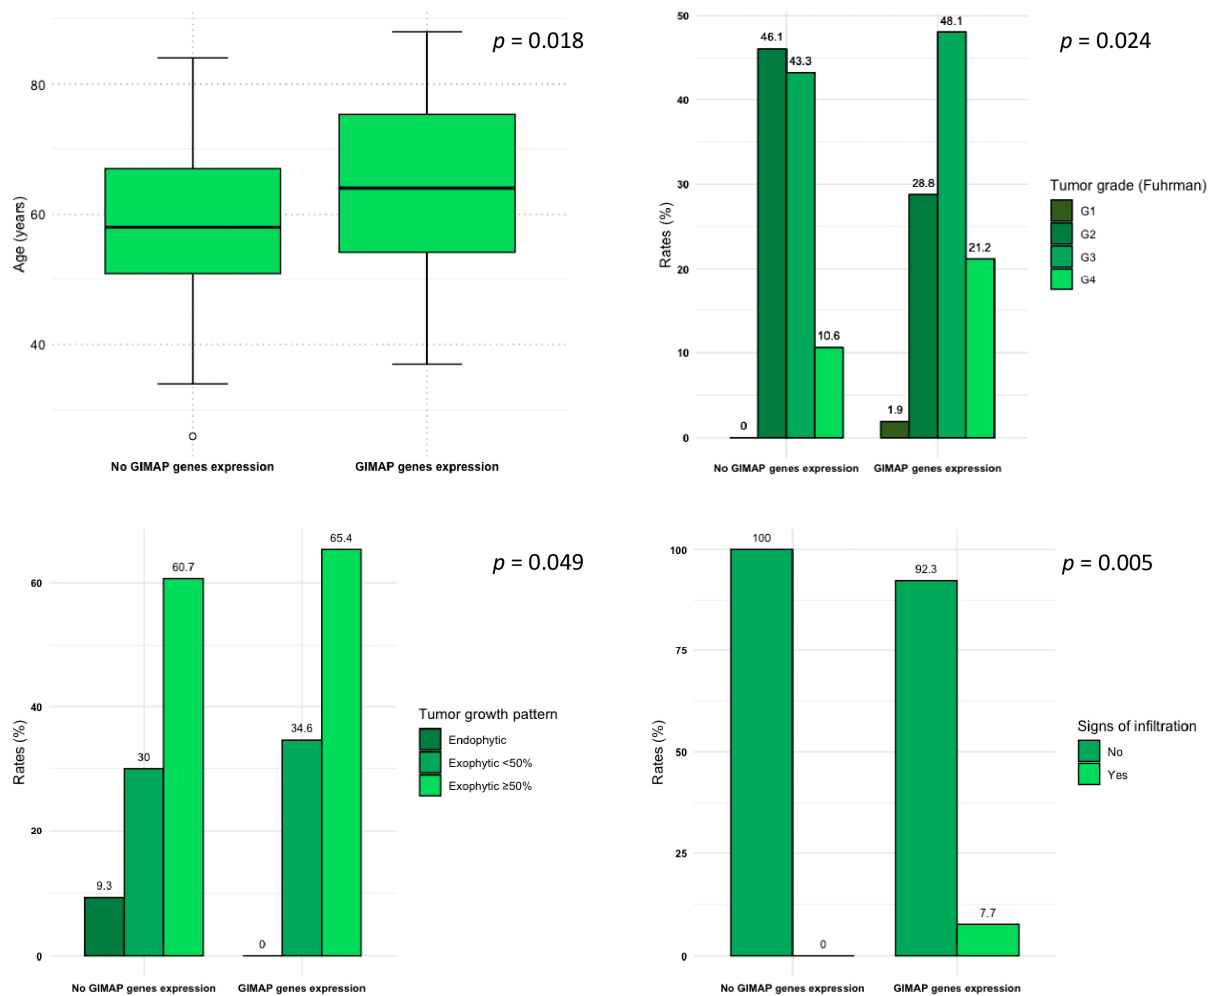 p = 0.018
80
60
40
Age (years)
No GIMAP genes expression
GIMAP genes expression
p = 0.024
50
40
30
20
10
0
Rates (%)
46.1
43.3
10.6
0
48.1
28.8
21.2
1.9
No GIMAP genes expression
GIMAP genes expression
Tumor grade (Fuhrman)
G1
G2
G3
G4
p = 0.049
60
40
20
0
Rates (%)
9.3
30
60.7
0
34.6
65.4
No GIMAP genes expression
GIMAP genes expression
Tumor growth pattern
Endophytic
Exophytic <50%
Exophytic ≥50%
p = 0.005
100
75
50
25
0
Rates (%)
100
0
92.3
7.7
No GIMAP genes expression
GIMAP genes expression
Signs of infiltration
No
Yes